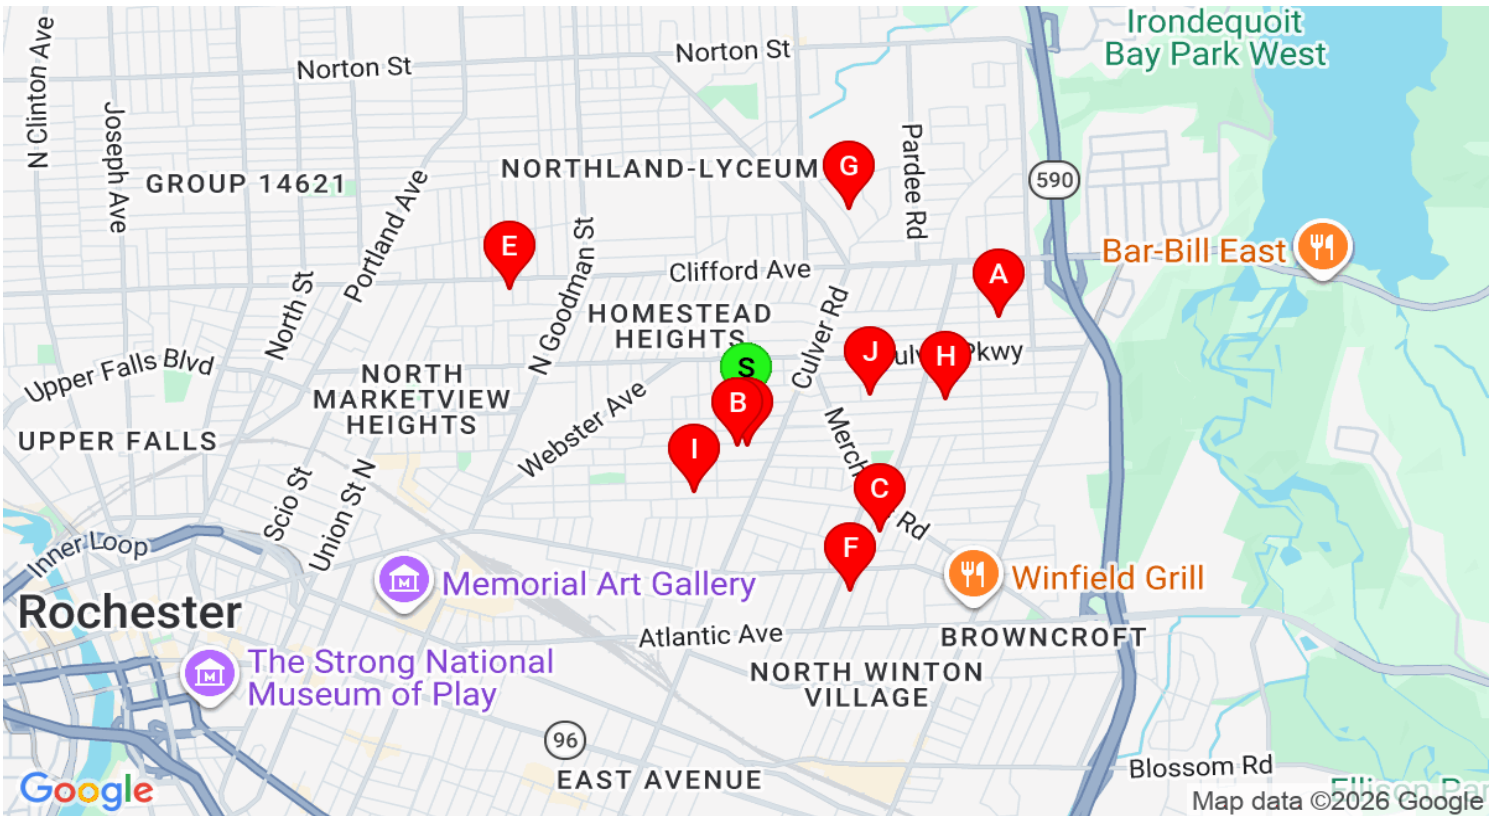 Irondequoit
Bay Park West
Norton St
Norton St
N Clinton Ave
Joseph Ave
Pardee Rd
NORTHLAND-LYCEUM
G
590
GROUP 14621
Portland Ave
E
N Goodman St
Bar-Bill East
Clifford Ave
A
North St
HOMESTEAD
HEIGHTS
Culver Rd
Upper Falls Blvd
S
J
H
Pkwy
NORTH
MARKETVIEW
HEIGHTS
Webster Ave
B
UPPER FALLS
I
C
Rd
Scio St
Union St N
Inner Loop
F
Memorial Art Gallery
Winfield Grill
Rochester
Atlantic Ave
BROWNCROFT
The Strong National
Museum of Play
NORTH WINTON
VILLAGE
96
EAST AVENUE
Blossom Rd
Google
Map data ©2026 Google